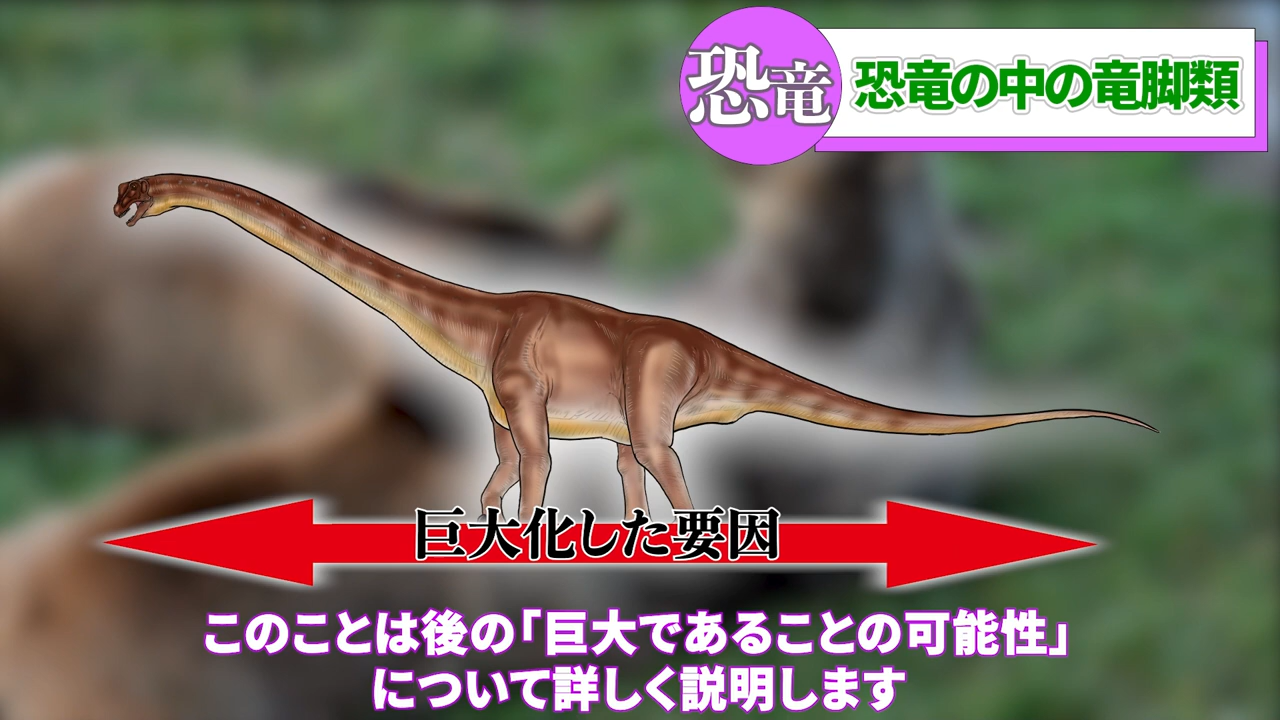 恐竜
恐竜の中の竜脚類
巨大化した要因
このことは後の｢巨大であることの可能性｣
について詳しく説明します